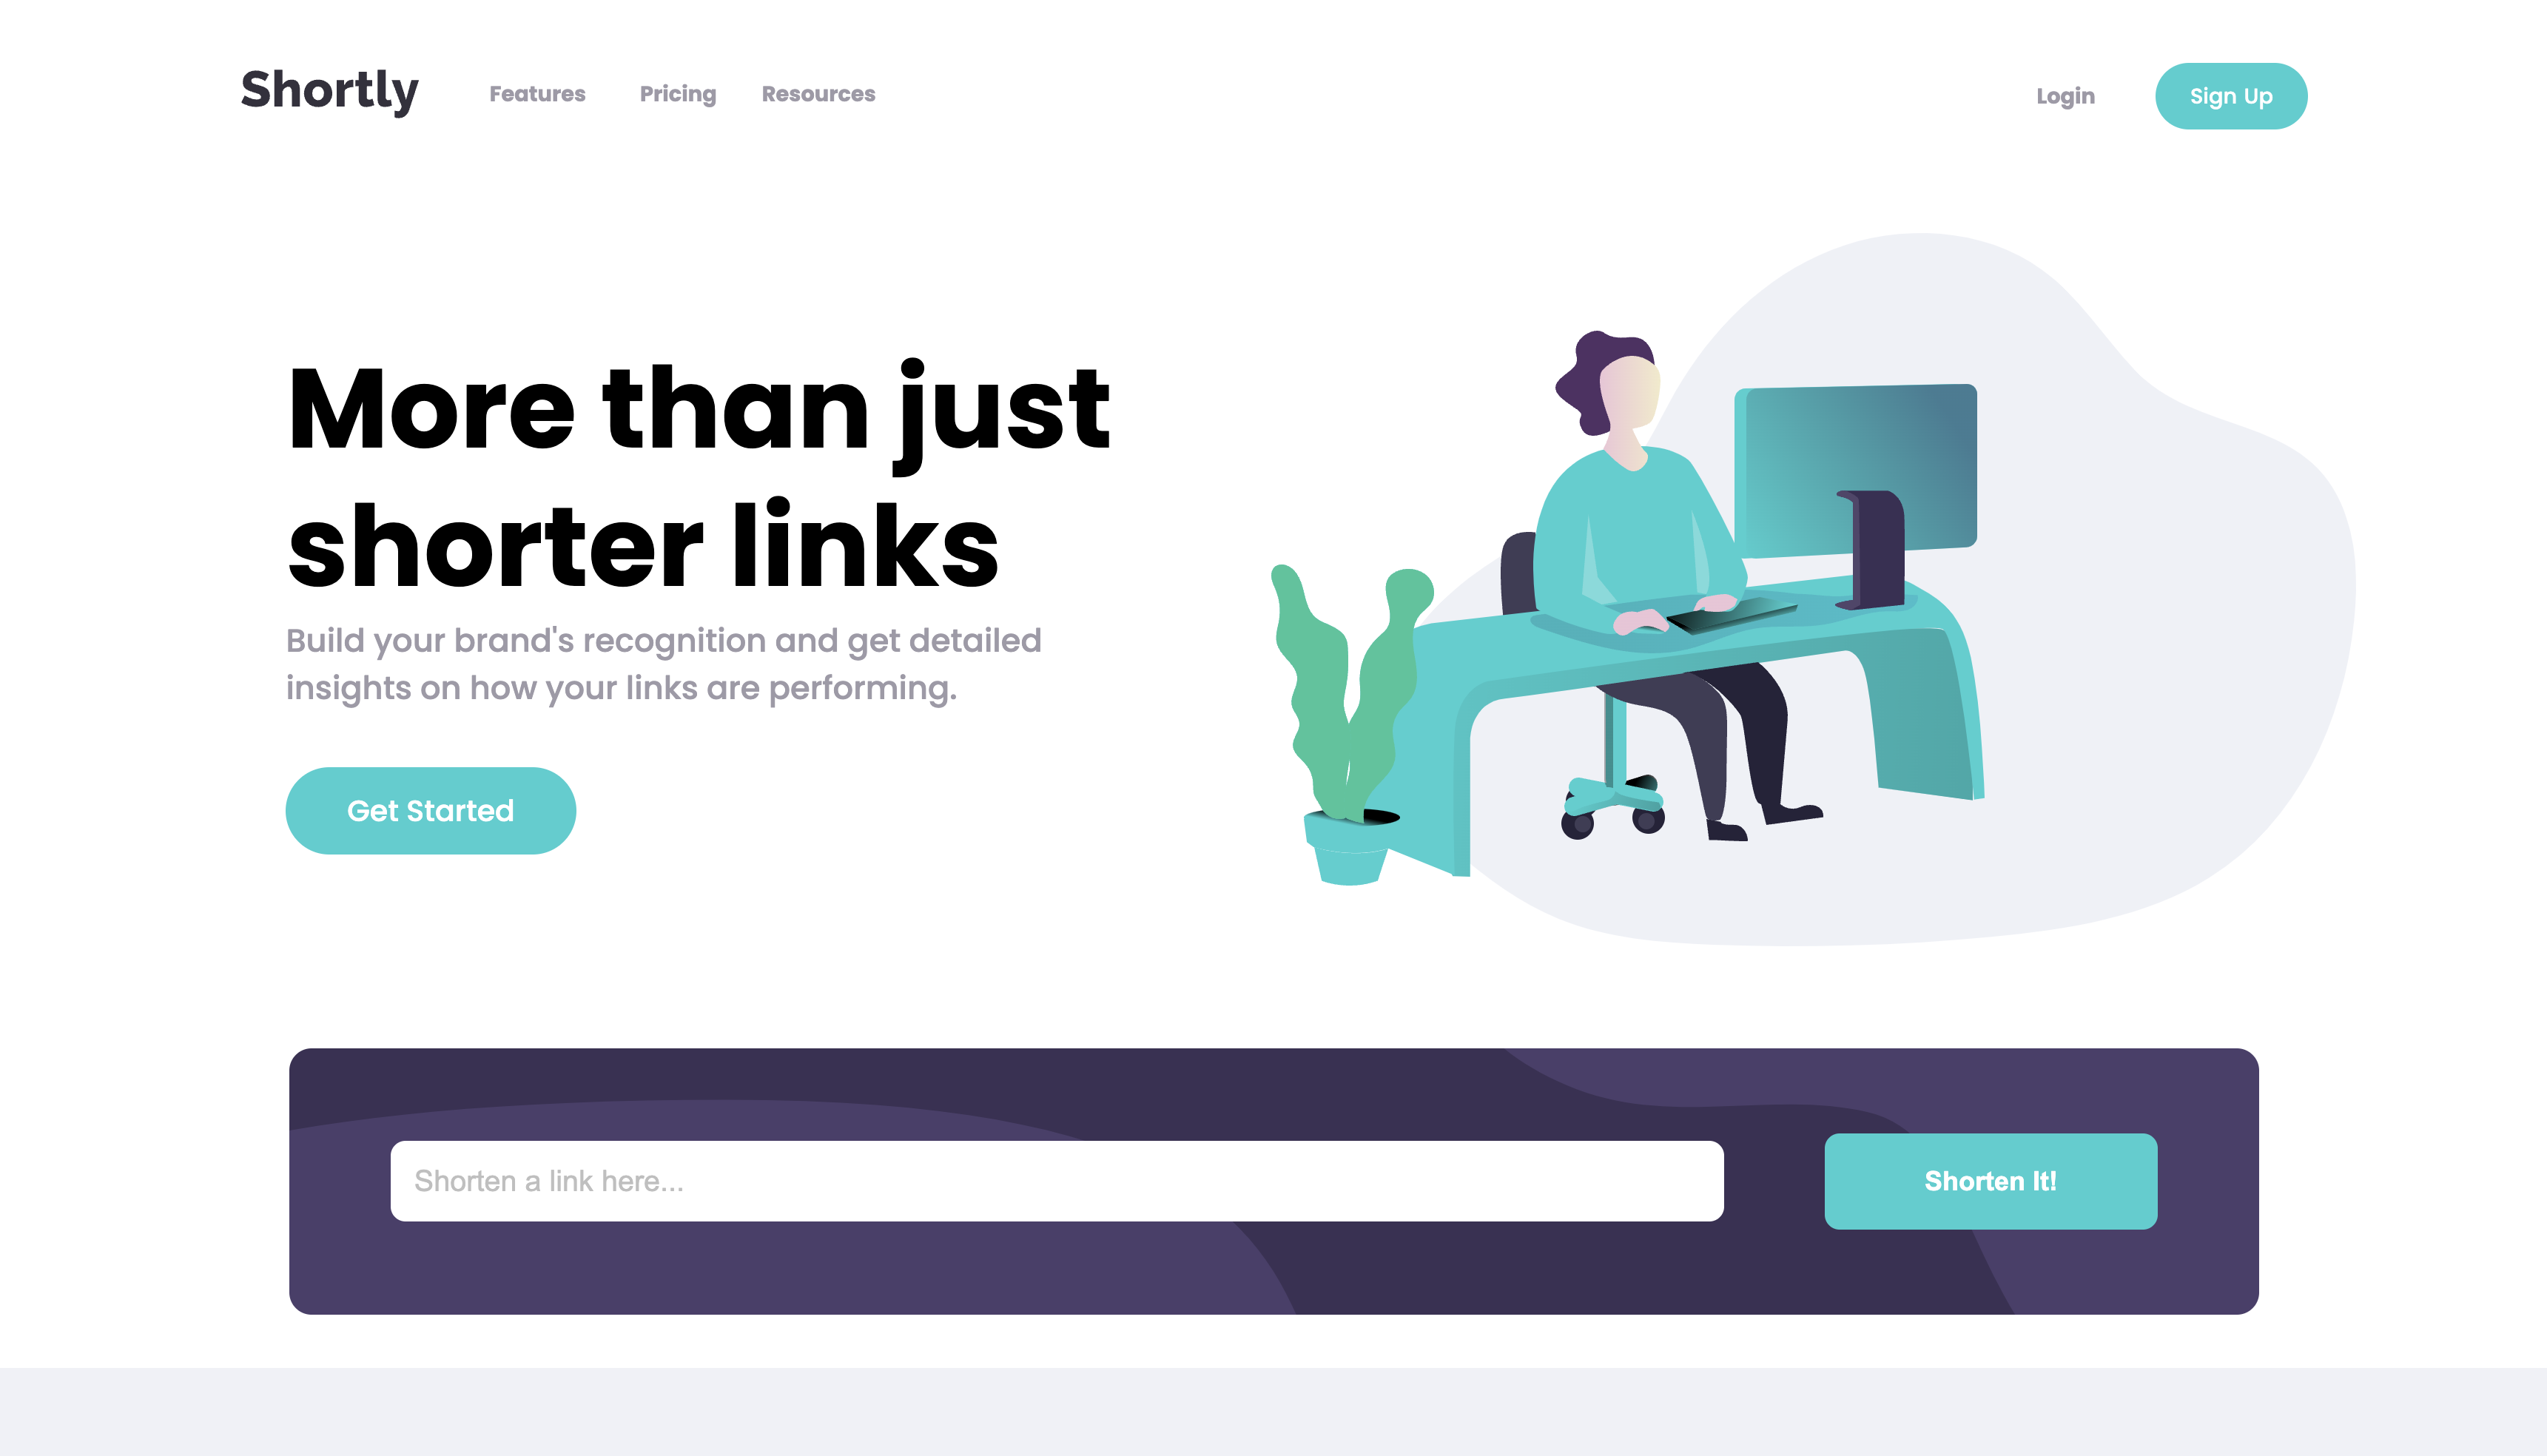 Shortly
Features
Pricing
Resources
Login
Sign Up
More than just
shorter links
Build your brand's recognition and get detailed
insights on how your links are performing.
Get Started
Shorten a link here...
Shorten It!